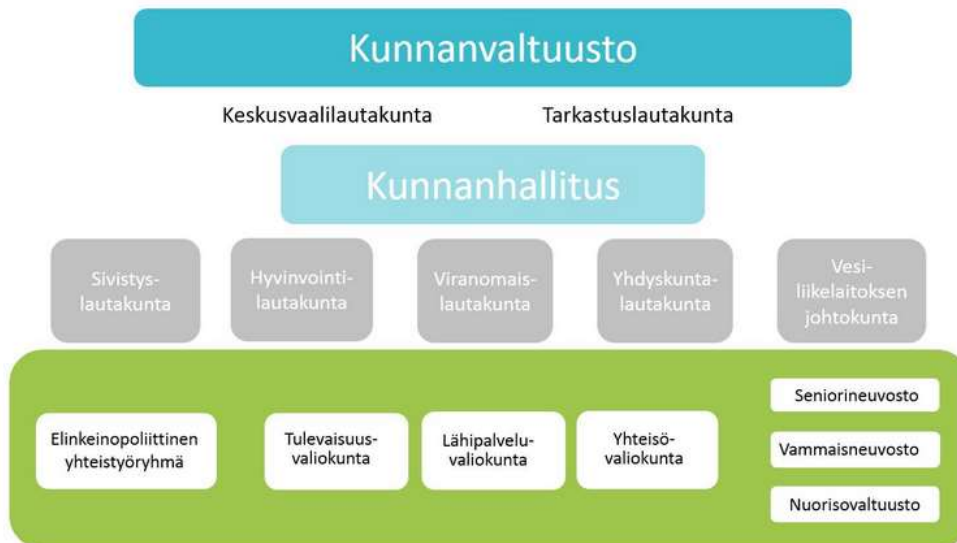 Kunnanvaltuusto
Keskusvaalilautakunta
Tarkastuslautakunta
Kunnanhallitus
Sivistys-
lautakunta
Hyvinvointi-
lautakunta
Viranomais-
lautakunta
Yhdyskunta-
lautakunta
Vesi-
liikelaitoksen
johtokunta
Elinkeinopoliittinen
yhteistyöryhmä
Tulevaisuus-
valiokunta
Lähipalvelu-
valiokunta
Yhteisö-
valiokunta
Seniorineuvosto
Vammaisneuvosto
Nuorisovaltuusto